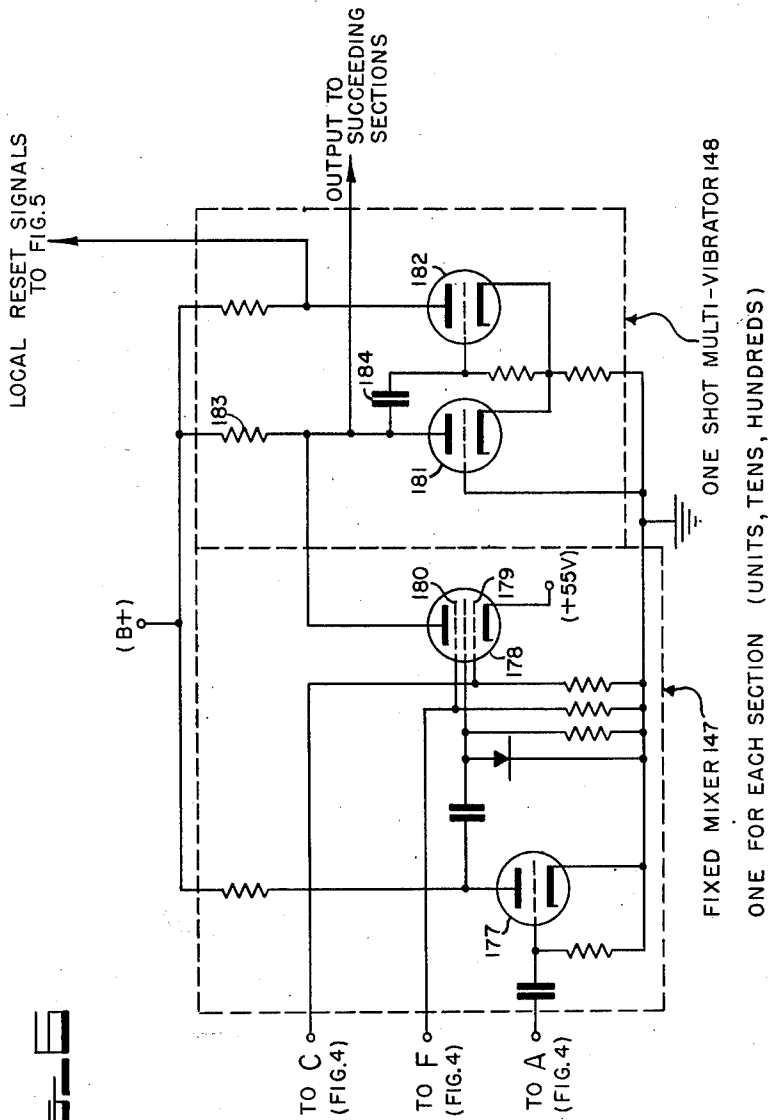 LOCAL RESET SIGNALS
TO FIG. 5
OUTPUT TO
SUCCEEDING
SECTIONS
(B+)
183
184
182
181
180
179
178
(+55V)
177
TO C
(FIG.4)
TO F
(FIG.4)
TO A
(FIG.4)
FIXED MIXER 147
ONE SHOT MULTI-VIBRATOR 148
ONE FOR EACH SECTION (UNITS, TENS, HUNDREDS)